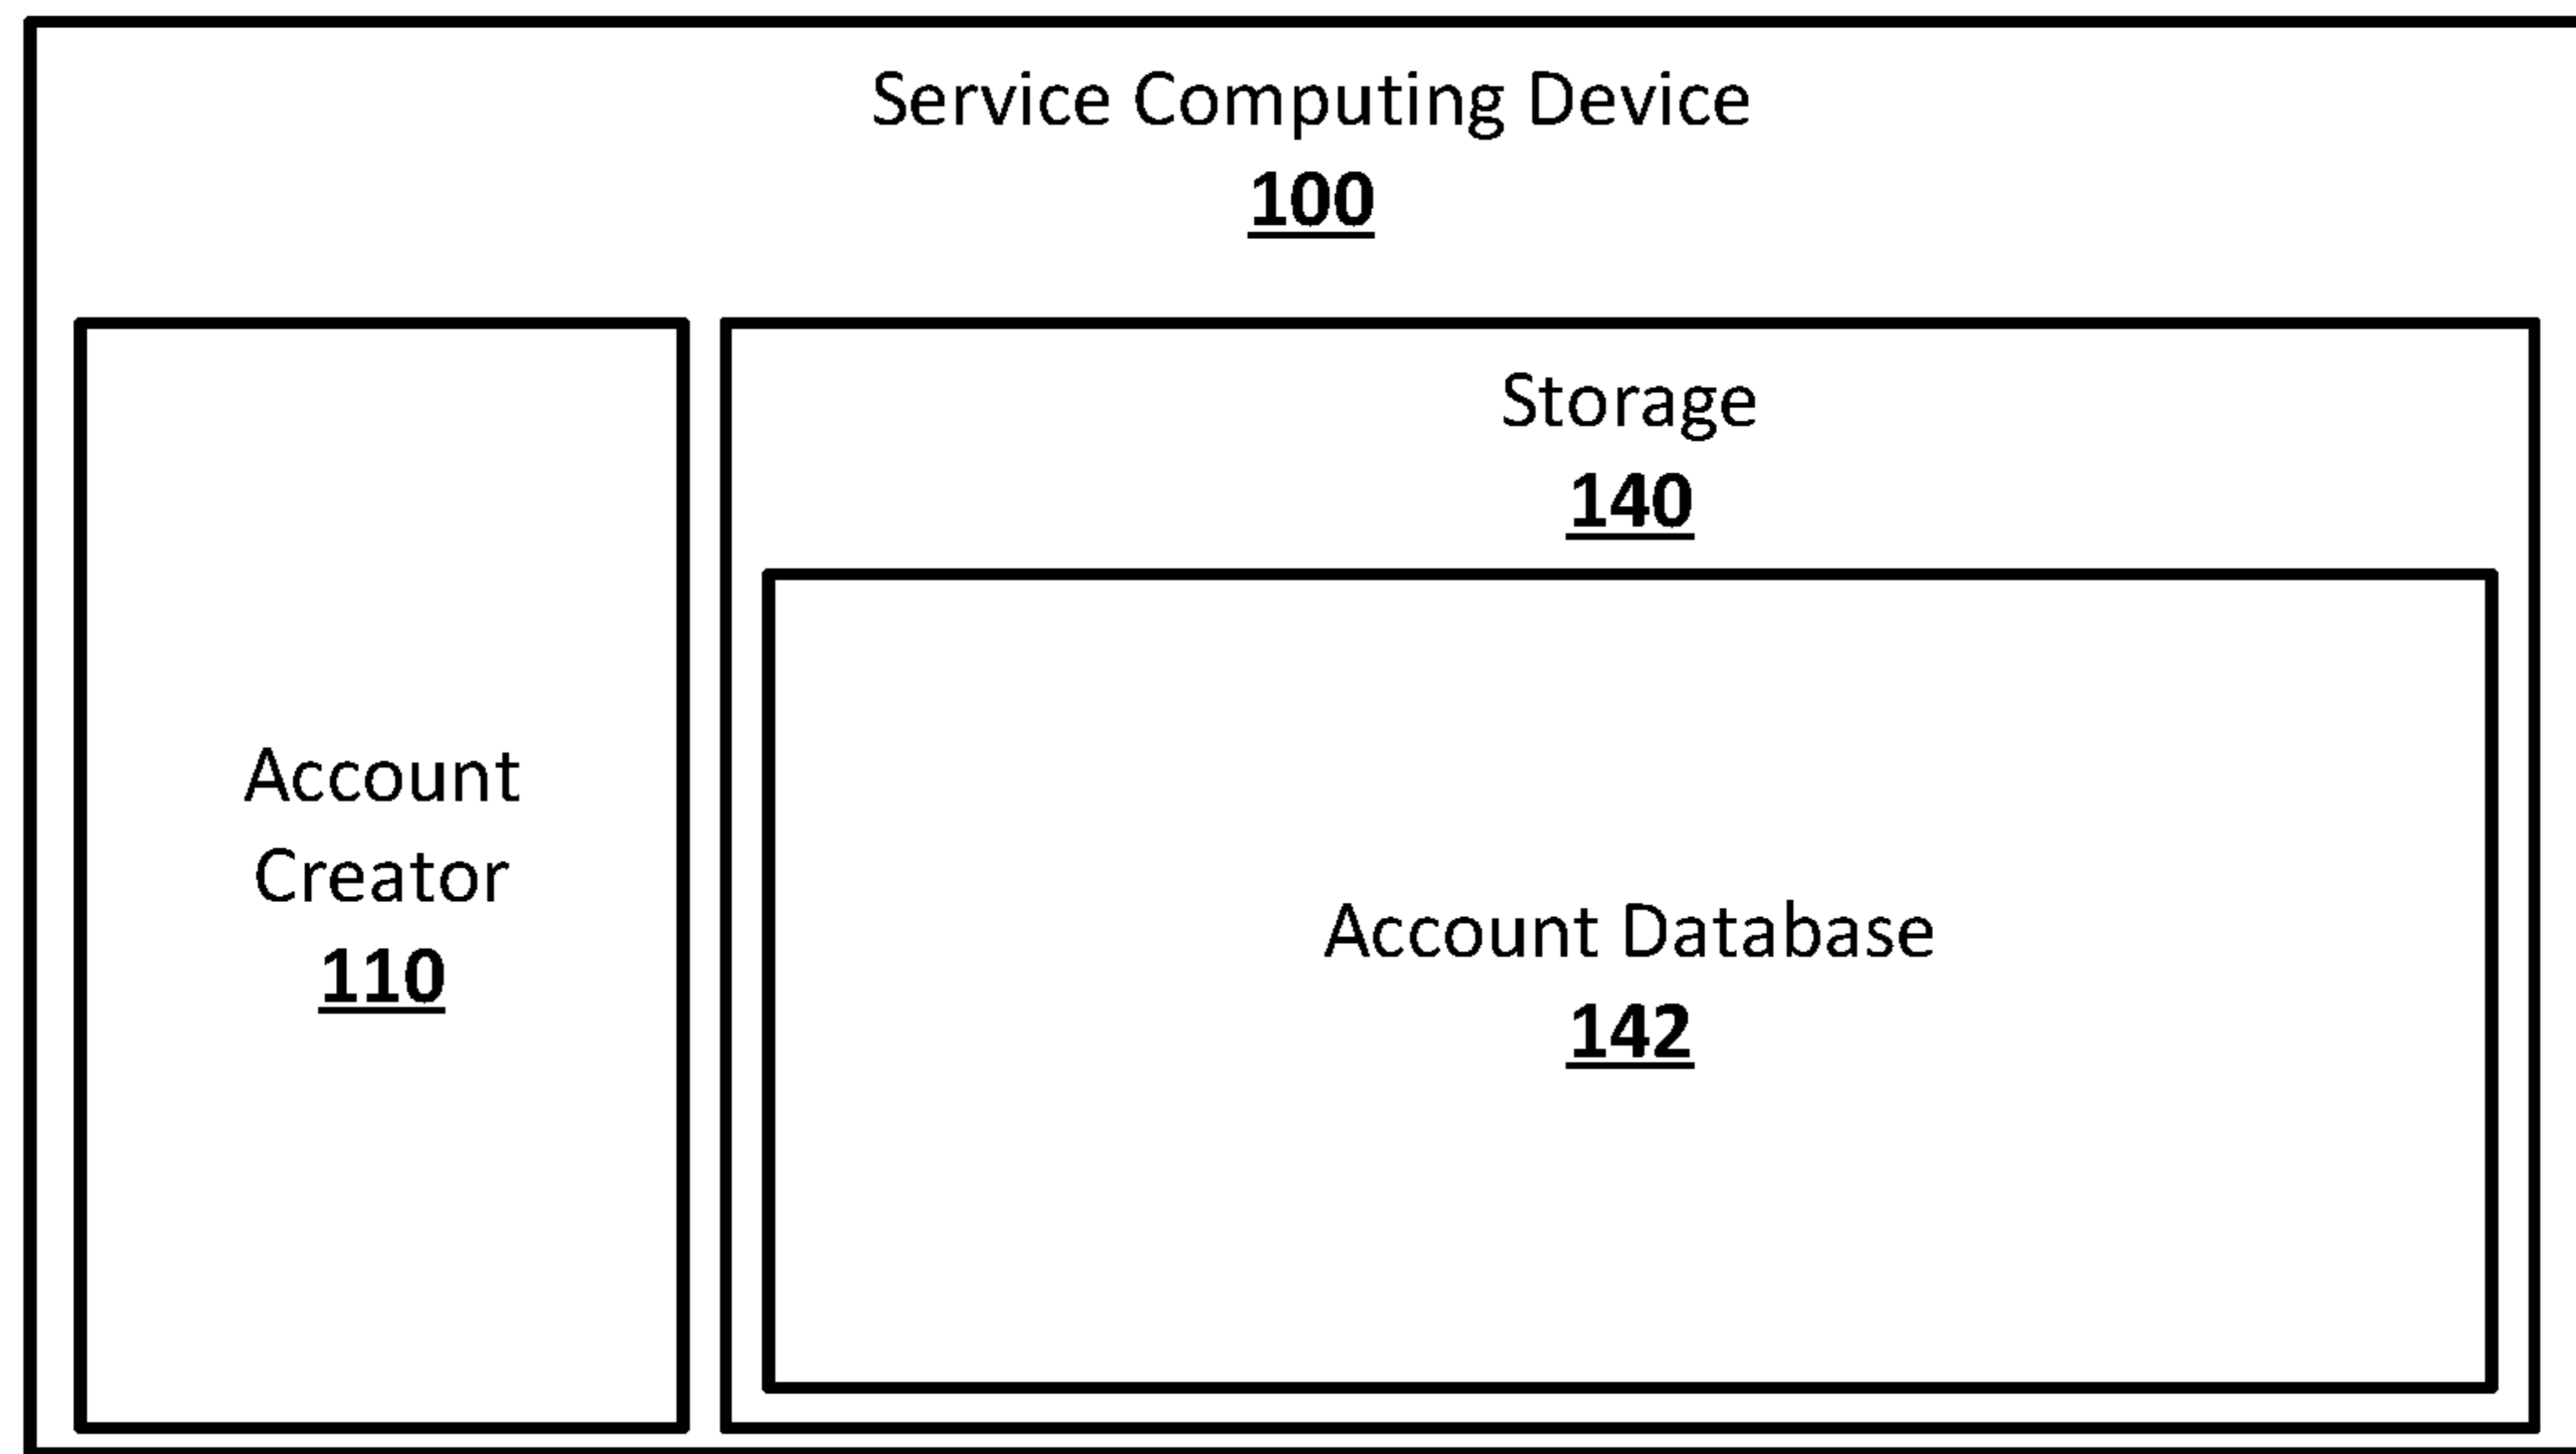 Service Computing Device
100
Storage
140
Account
Creator
110
Account Database
142